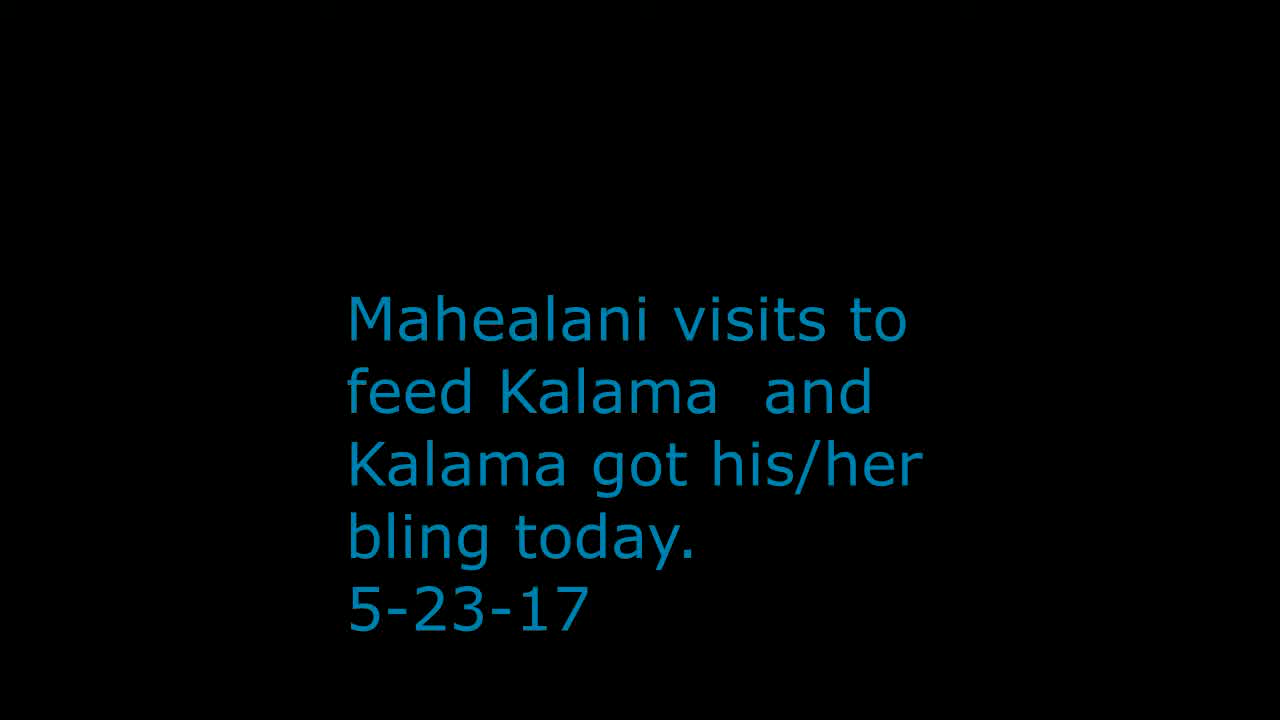 Mahealani visits to
feed Kalama  and
Kalama got his/her
bling today.
5-23-17